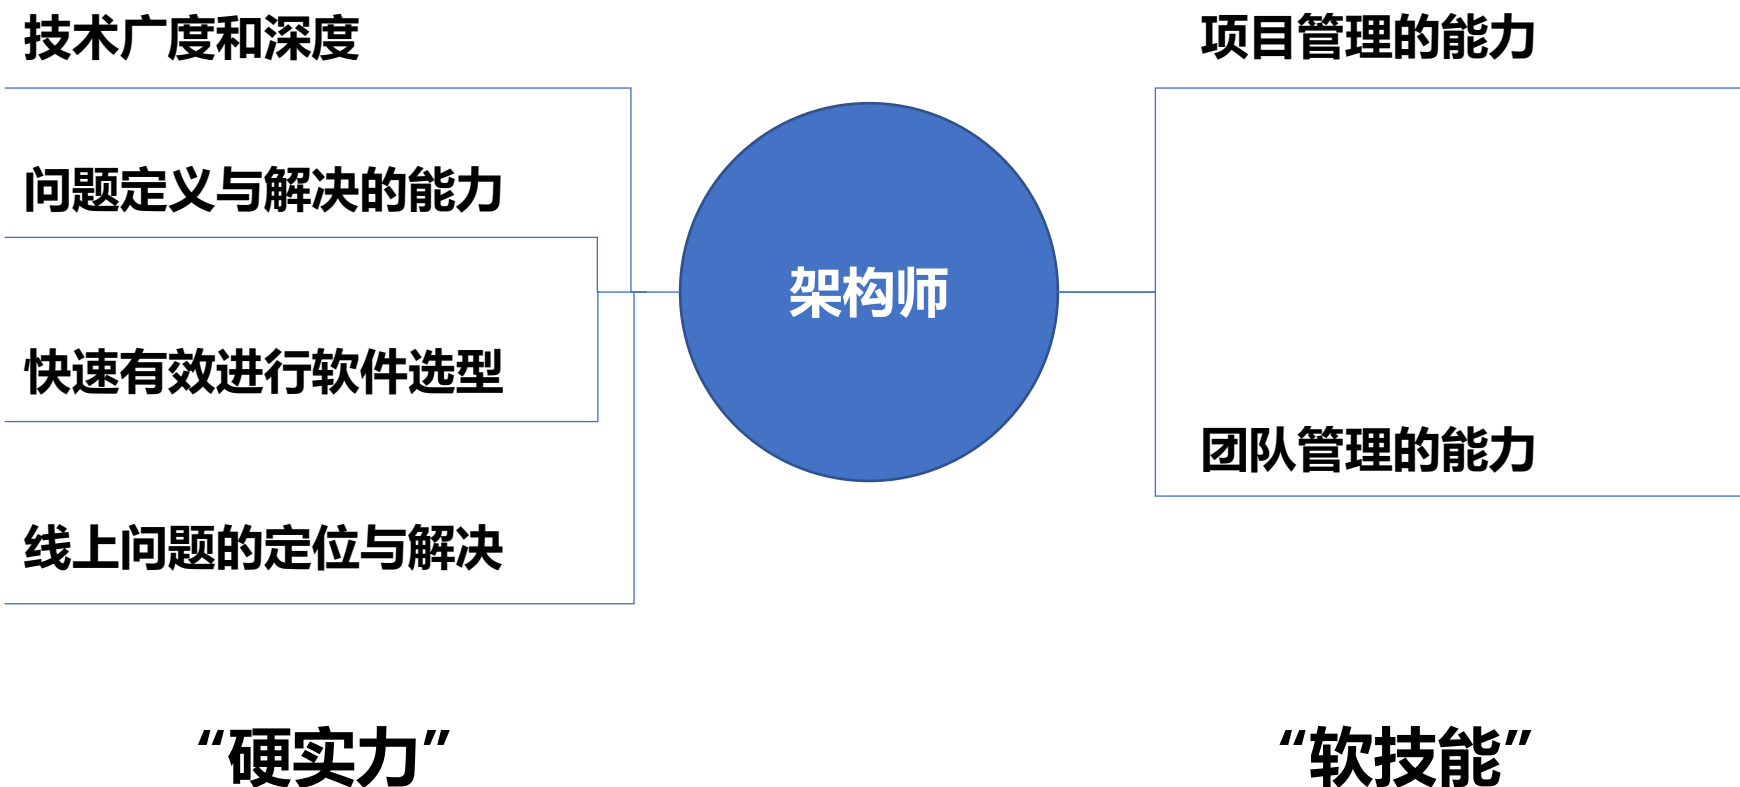 技术广度和深度
问题定义与解决的能力
快速有效进行软件选型
线上问题的定位与解决
“硬实力”
架构师
项目管理的能力
团队管理的能力
“软技能”